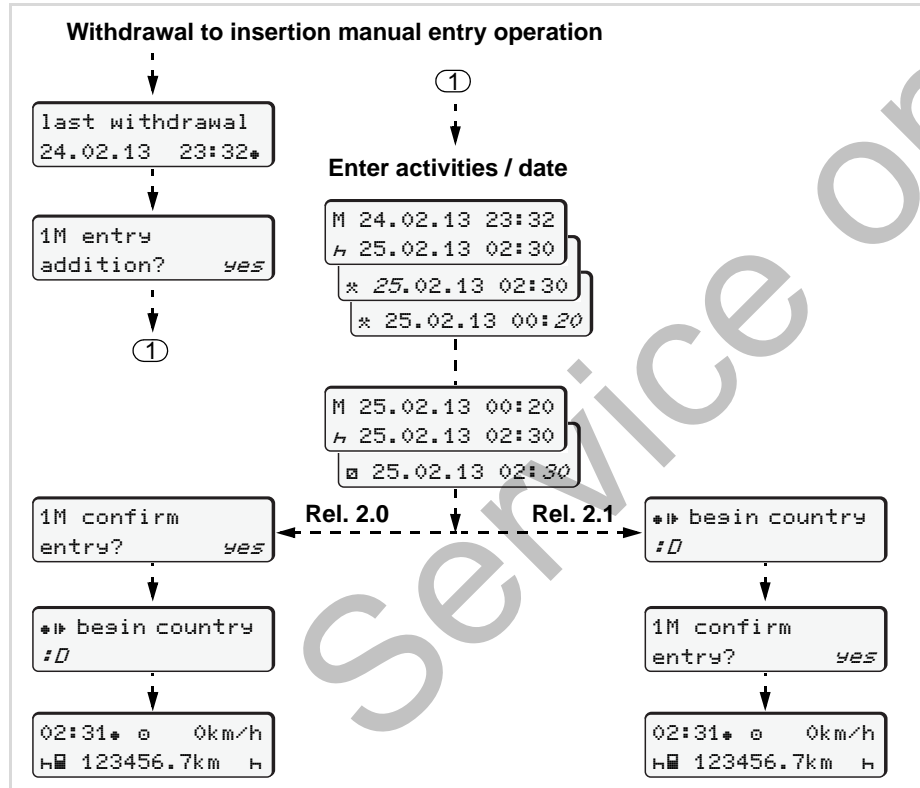 Withdrawal to insertion manual entry operation
last withdrawal
24.02.13 23:32
1M entry
addition? yes
1
1
Enter activities / date
M 24.02.13 23:32
25.02.13 02:30
25.02.13 02:30
25.02.13 00:20
M 25.02.13 00:20
25.02.13 02:30
25.02.13 02:30
Rel. 2.0
Rel. 2.1
1M confirm
entry? yes
begin country
:D
02:31 0km/h
123456.7km
begin country
:D
1M confirm
entry? yes
02:31 0km/h
123456.7km
Service